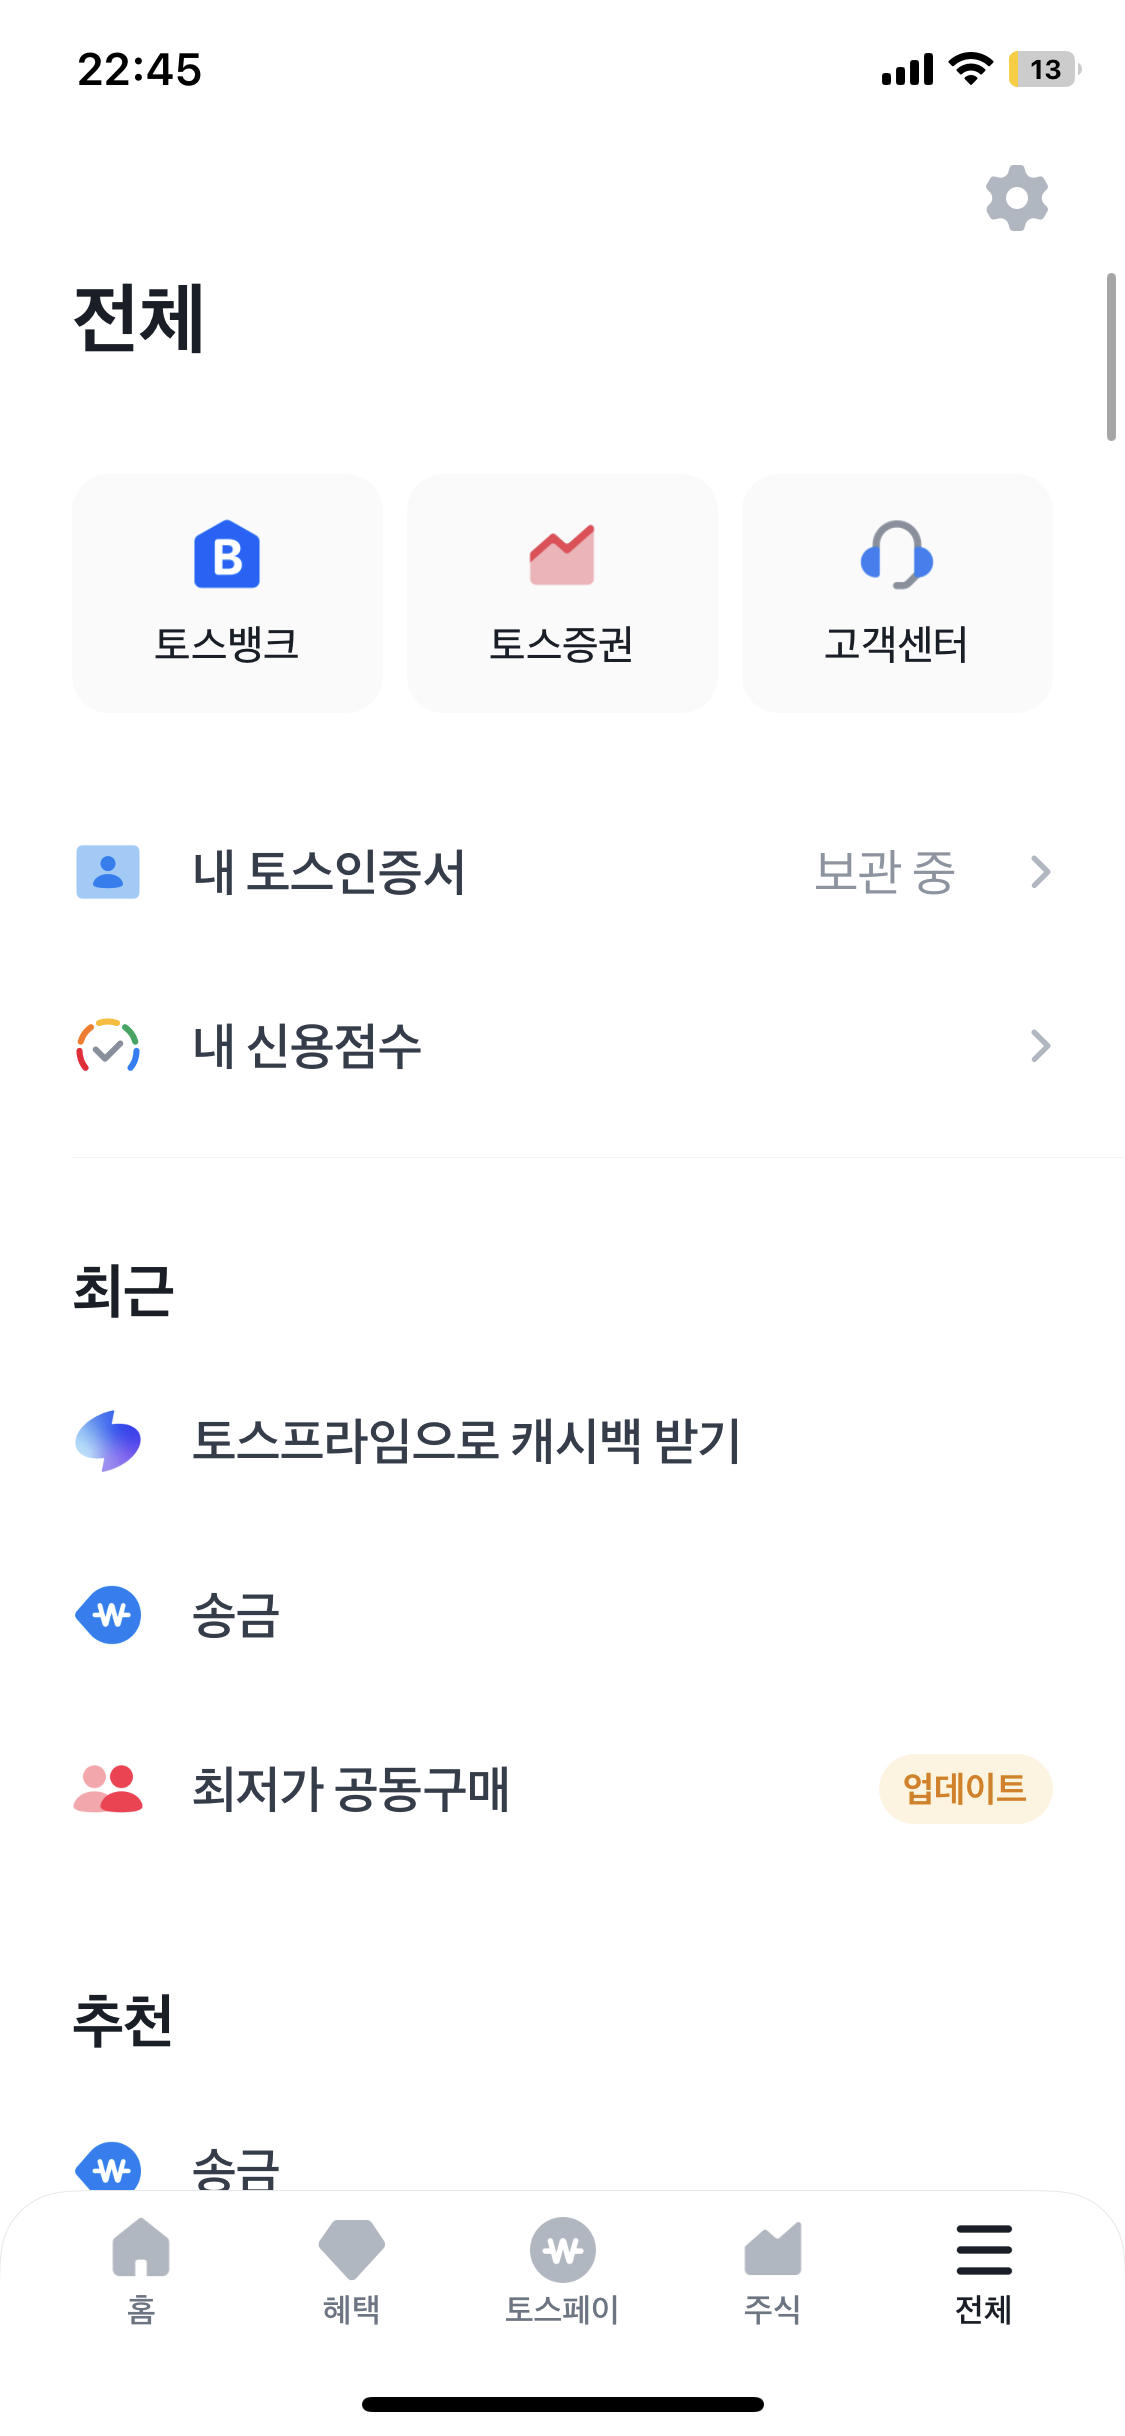 22:45
13
전체
B
토스뱅크
토스증권
고객센터
내 토스인증서 보관 중
내 신용점수
최근
토스프라임으로 캐시백 받기
송금
최저가 공동구매 업데이트
추천
송금
홈
혜택
토스페이
주식
전체